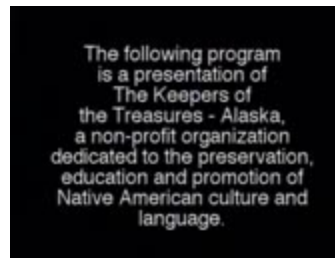 The following program
is a presentation of
The Keepers of
the Treasures - Alaska,
a non-profit organization
dedicated to the preservation,
education and promotion of
Native American culture and
language.